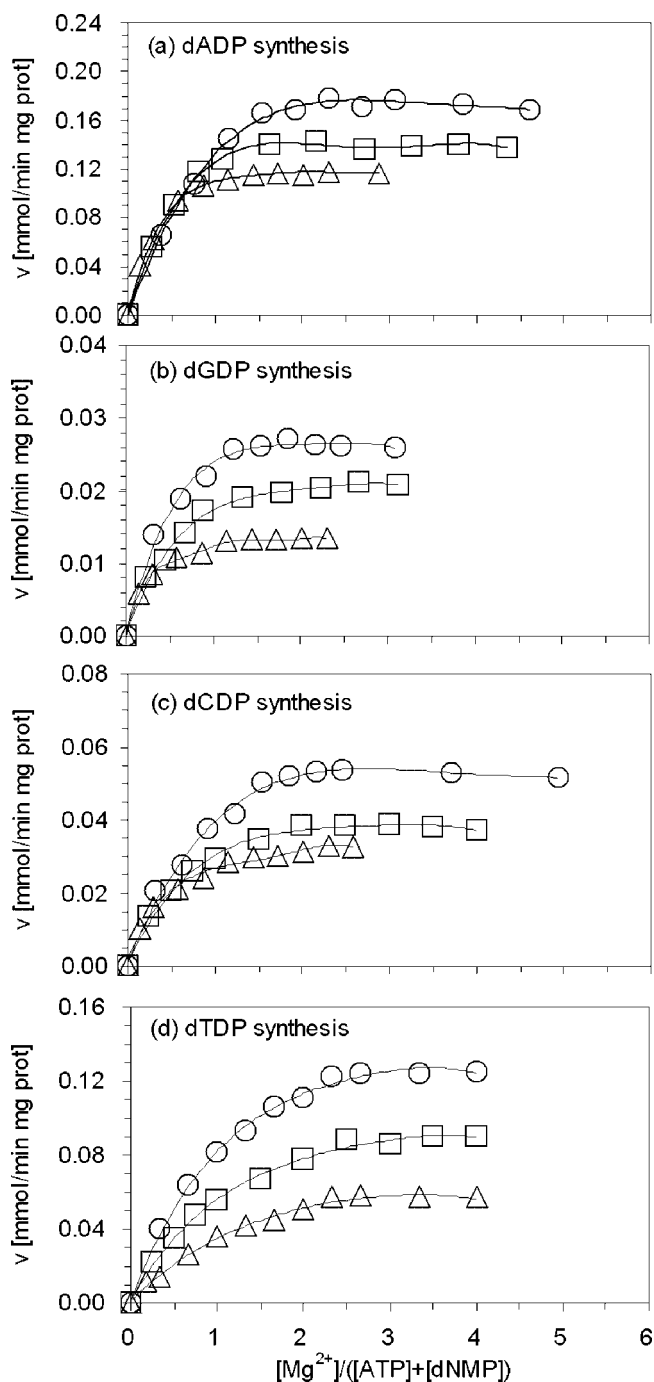 (a) dADP synthesis
0.24
0.20
0.16
0.12
0.08
0.04
0.00
v [mmol/min mg prot]
(b) dGDP synthesis
0.04
0.03
0.02
0.01
0.00
v [mmol/min mg prot]
(c) dCDP synthesis
0.08
0.06
0.04
0.02
0.00
v [mmol/min mg prot]
(d) dTDP synthesis
0.16
0.12
0.08
0.04
0.00
v [mmol/min mg prot]
0 1 2 3 4 5 6
[Mg²⁺]/([ATP]+[dNMP])